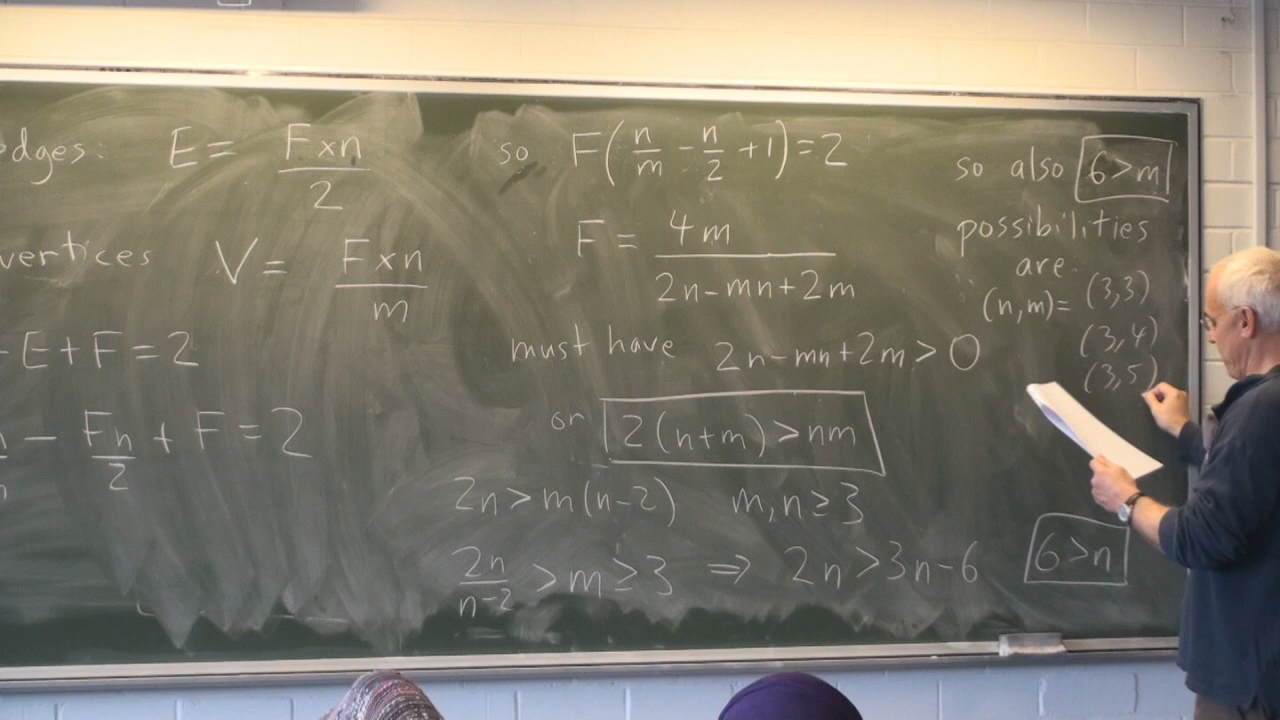 edges: E = F×n / 2
vertices V = F×n / m
- E + F = 2
- Fn / 2 + F = 2
so F(n/m - n/2 + 1) = 2
F = 4m / 2n-mn+2m
must have 2n-mn+2m > 0
or 2(n+m) > nm
2n > m(n-2) m,n ≥ 3
2n / n-2 > m ≥ 3 ⇒ 2n > 3n-6
6>n
so also 6>m
possibilities
are
(n,m)= (3,3)
(3,4)
(3,5)